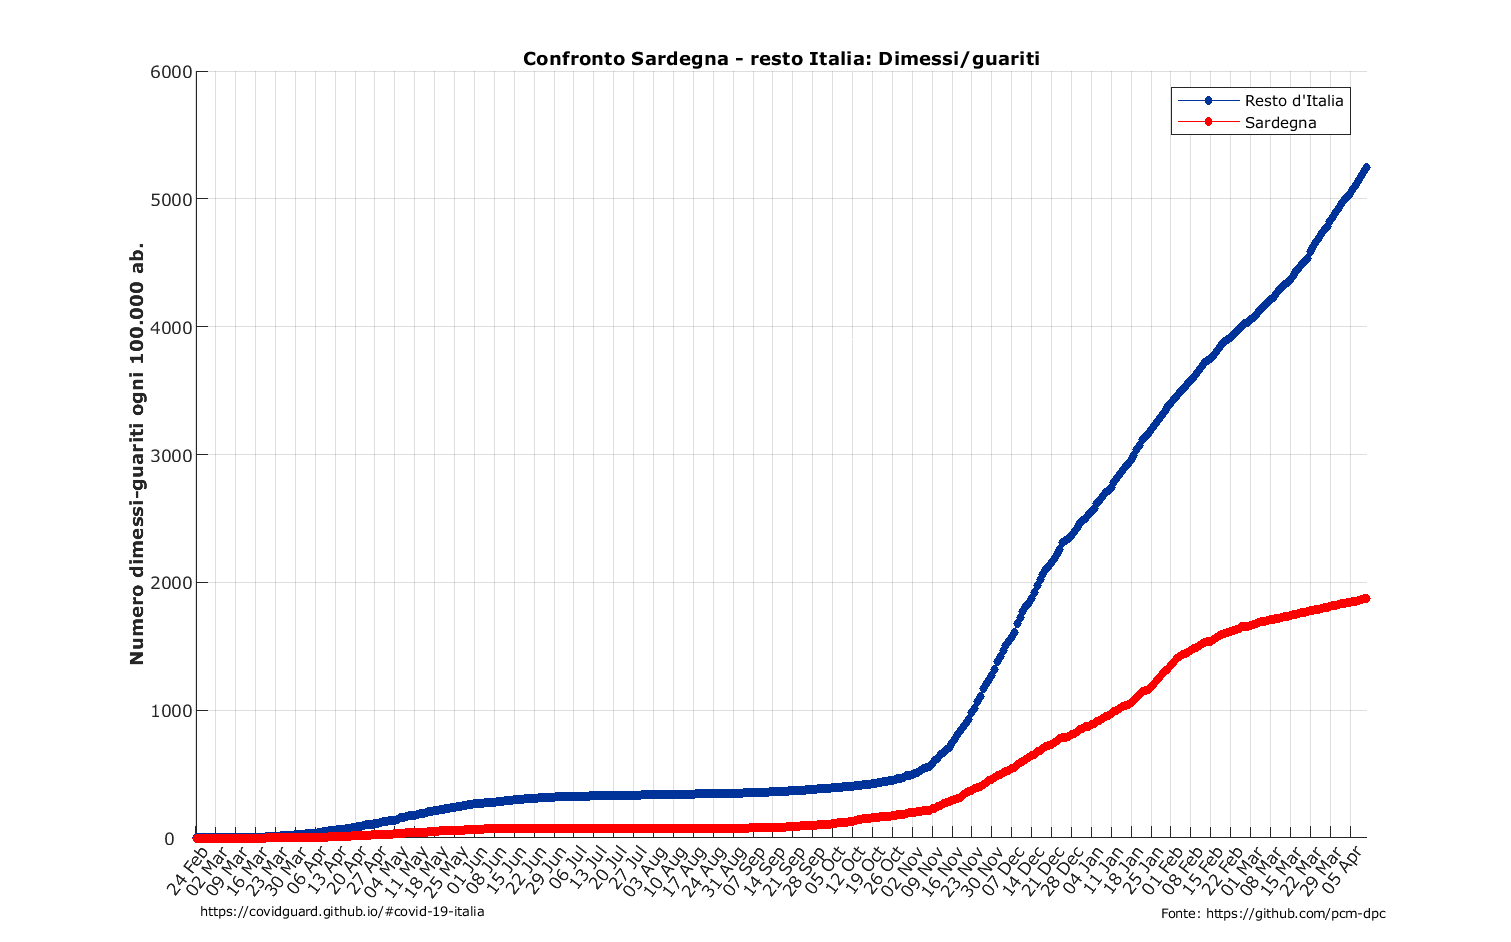 Confronto Sardegna - resto Italia: Dimessi/guariti
Resto d'Italia
Sardegna
Numero dimessi-guariti ogni 100.000 ab.
6000
5000
4000
3000
2000
1000
0
24 Feb
02 Mar
09 Mar
16 Mar
23 Mar
30 Mar
06 Apr
13 Apr
20 Apr
27 Apr
04 May
11 May
18 May
25 May
01 Jun
08 Jun
15 Jun
22 Jun
29 Jun
06 Jul
13 Jul
20 Jul
27 Jul
03 Aug
10 Aug
17 Aug
24 Aug
31 Aug
07 Sep
14 Sep
21 Sep
28 Sep
05 Oct
12 Oct
19 Oct
26 Oct
02 Nov
09 Nov
16 Nov
23 Nov
30 Nov
07 Dec
14 Dec
21 Dec
28 Dec
04 Jan
11 Jan
18 Jan
25 Jan
01 Feb
08 Feb
15 Feb
22 Feb
01 Mar
08 Mar
15 Mar
22 Mar
29 Mar
05 Apr
https://covidguard.github.io/#covid-19-italia
Fonte: https://github.com/pcm-dpc